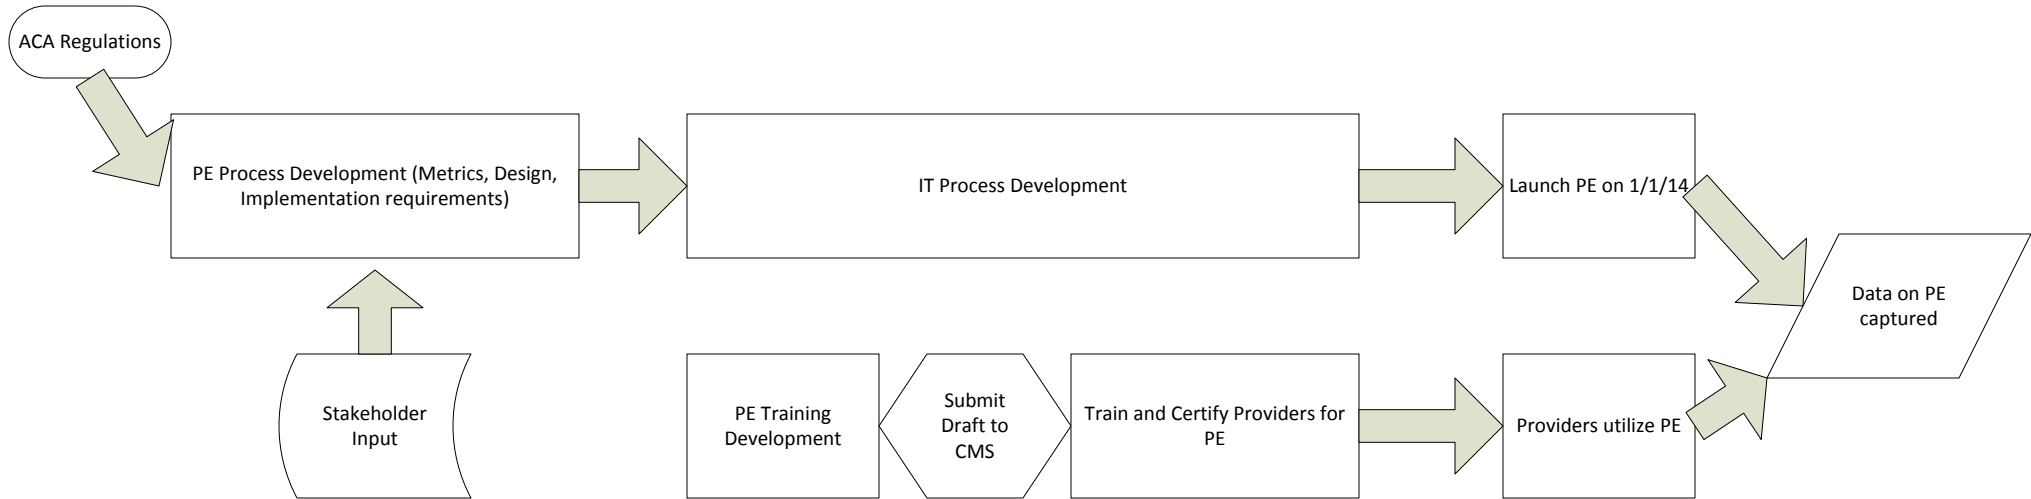 ACA Regulations
PE Process Development (Metrics, Design,
Implementation requirements)
IT Process Development
Launch PE on 1/1/14
Data on PE
captured
Stakeholder
Input
PE Training
Development
Submit
Draft to
CMS
Train and Certify Providers for
PE
Providers utilize PE